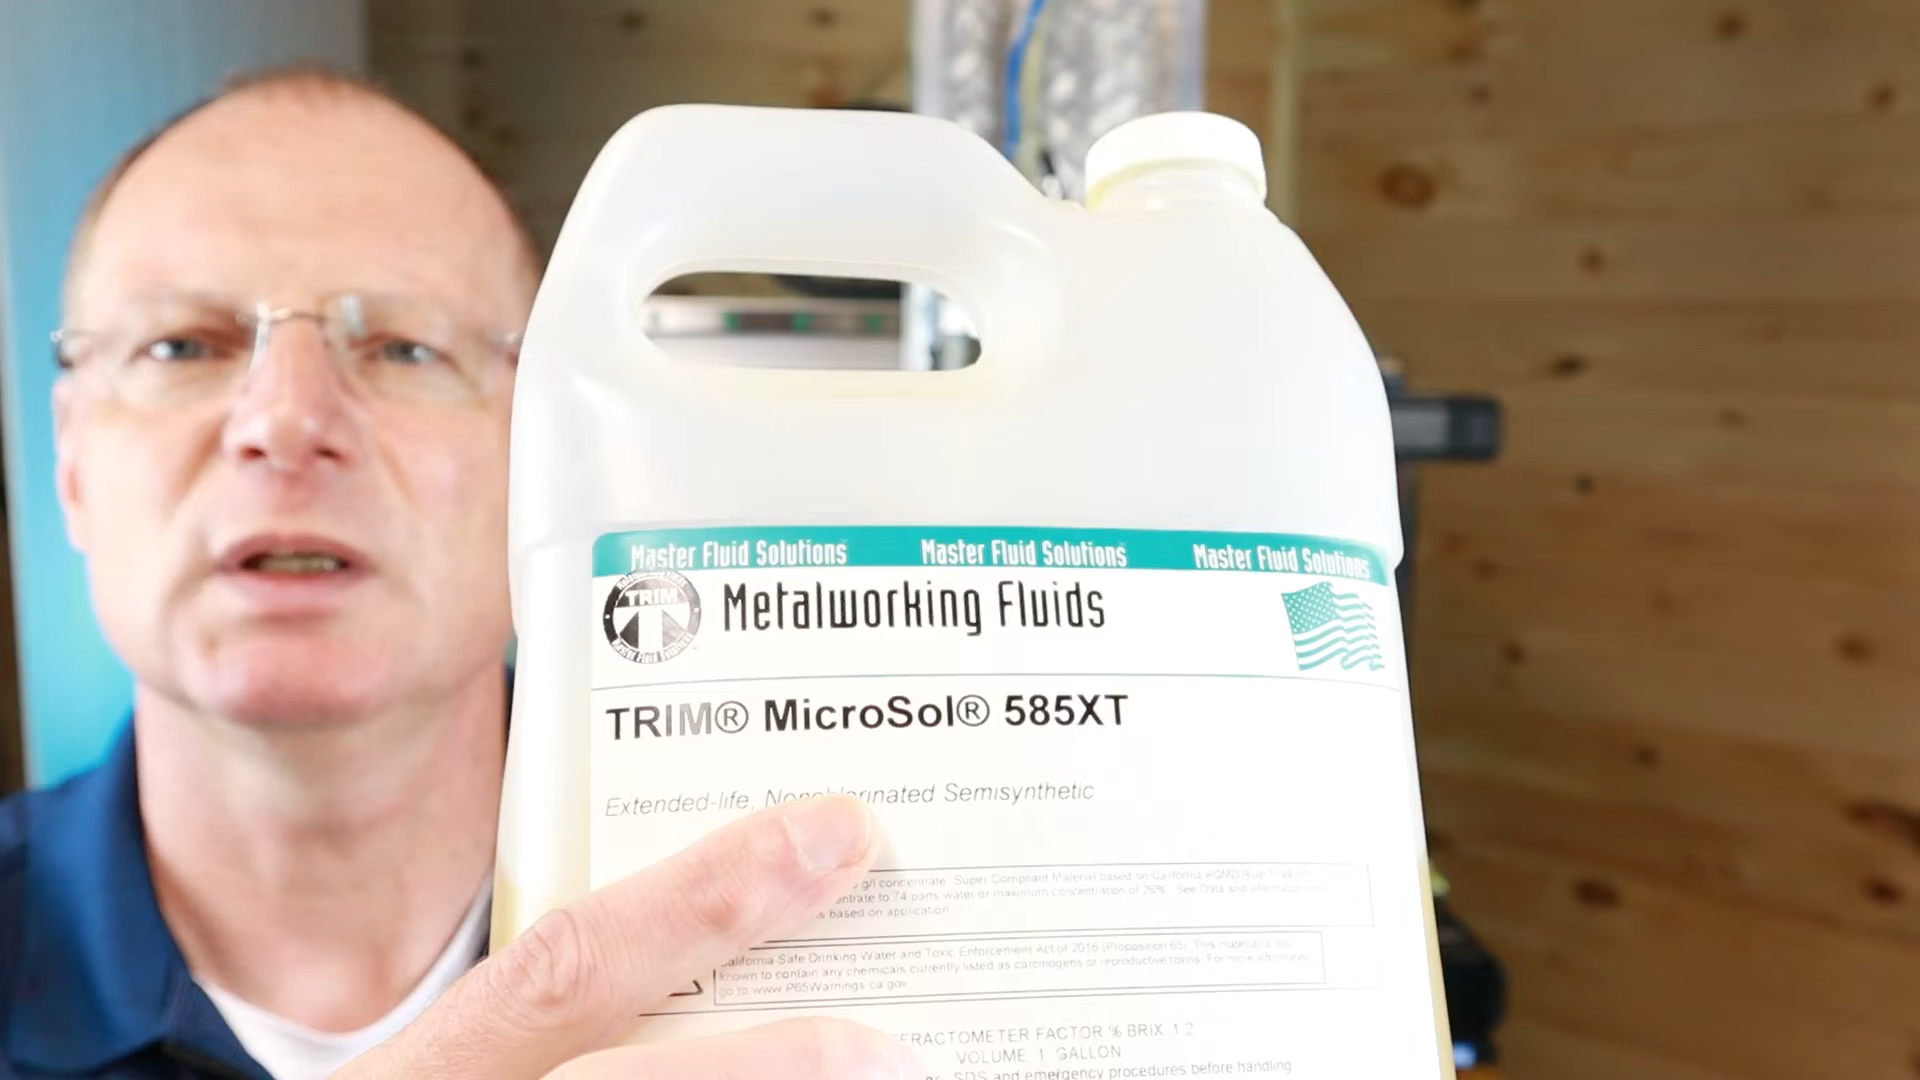 Master Fluid Solutions Master Fluid Solutions Master Fluid Solutions
TRIM
Metalworking Fluids
TRIM® MicroSol® 585XT
Extended-life, Nonchlorinated Semisynthetic
g/l concentrate. Super Compliant Material based on California AQMD Rule
to 74 parts water or maximum concentration of 26%. See Data and
based on application
California Safe Drinking Water and Toxic Enforcement Act of 2016 (Proposition 65). This material is not
known to contain any chemicals currently listed as carcinogens or reproductive toxins. For more information
go to www.P65Warnings.ca.gov
REFRACTOMETER FACTOR % BRIX 1.2
VOLUME 1 GALLON
SDS and emergency procedures before handling